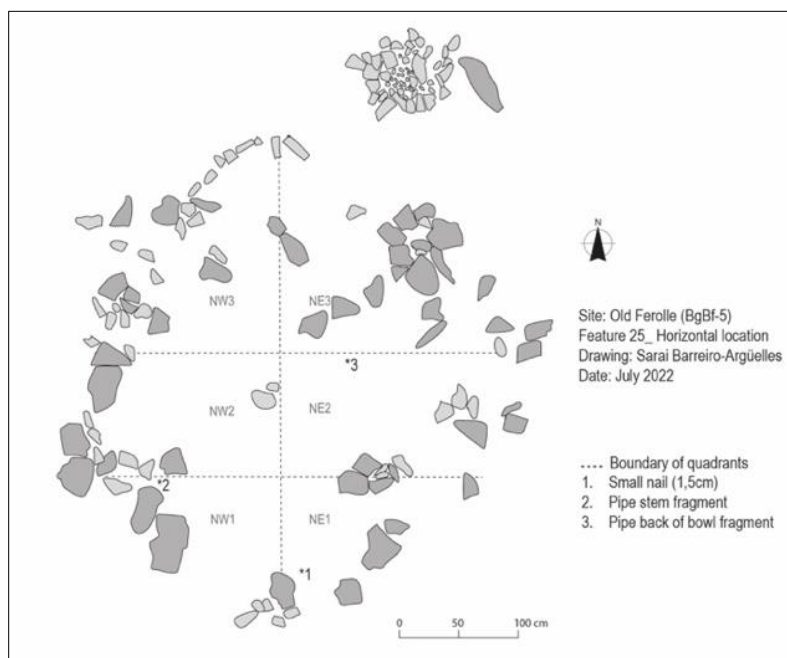 N
NW3
NE3
Site: Old Ferolle (BgBf-5)
Feature 25_ Horizontal location
Drawing: Sarai Barreiro-Argüelles
Date: July 2022
*3
NW2
NE2
*2
NW1
NE1
.... Boundary of quadrants
1. Small nail (1,5cm)
2. Pipe stem fragment
3. Pipe back of bowl fragment
*1
0 50 100 cm